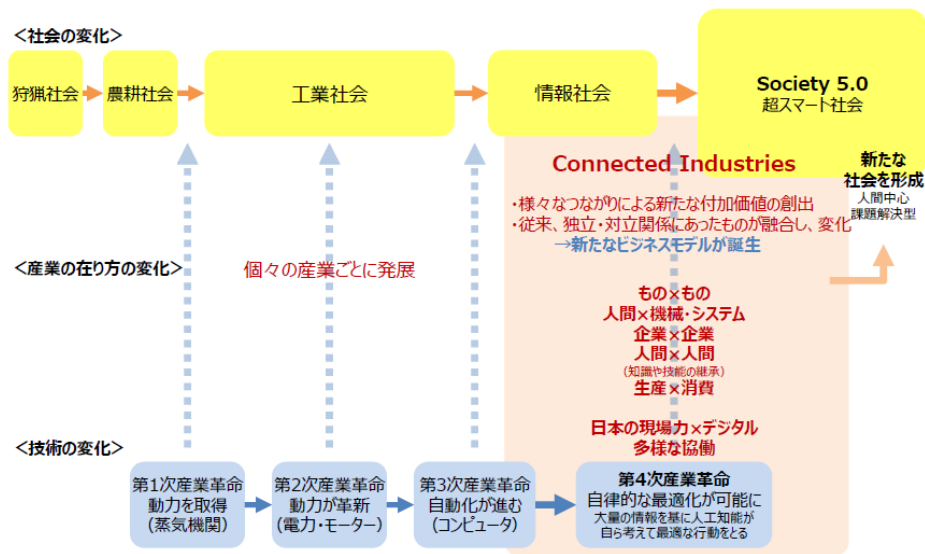 <社会の変化>
狩猟社会
農耕社会
工業社会
情報社会
Society 5.0
超スマート社会
Connected Industries
・様々なつながりによる新たな付加価値の創出
・従来、独立・対立関係にあったものが融合し、変化
→新たなビジネスモデルが誕生
新たな
社会を形成
人間中心
課題解決型
<産業の在り方の変化>
個々の産業ごとに発展
もの×もの
人間×機械・システム
企業×企業
人間×人間
(知識や技能の継承)
生産×消費
日本の現場力×デジタル
多様な協働
<技術の変化>
第1次産業革命
動力を取得
(蒸気機関)
第2次産業革命
動力が革新
(電力・モーター)
第3次産業革命
自動化が進む
(コンピュータ)
第4次産業革命
自律的な最適化が可能に
大量の情報を基に人工知能が
自ら考えて最適な行動をとる